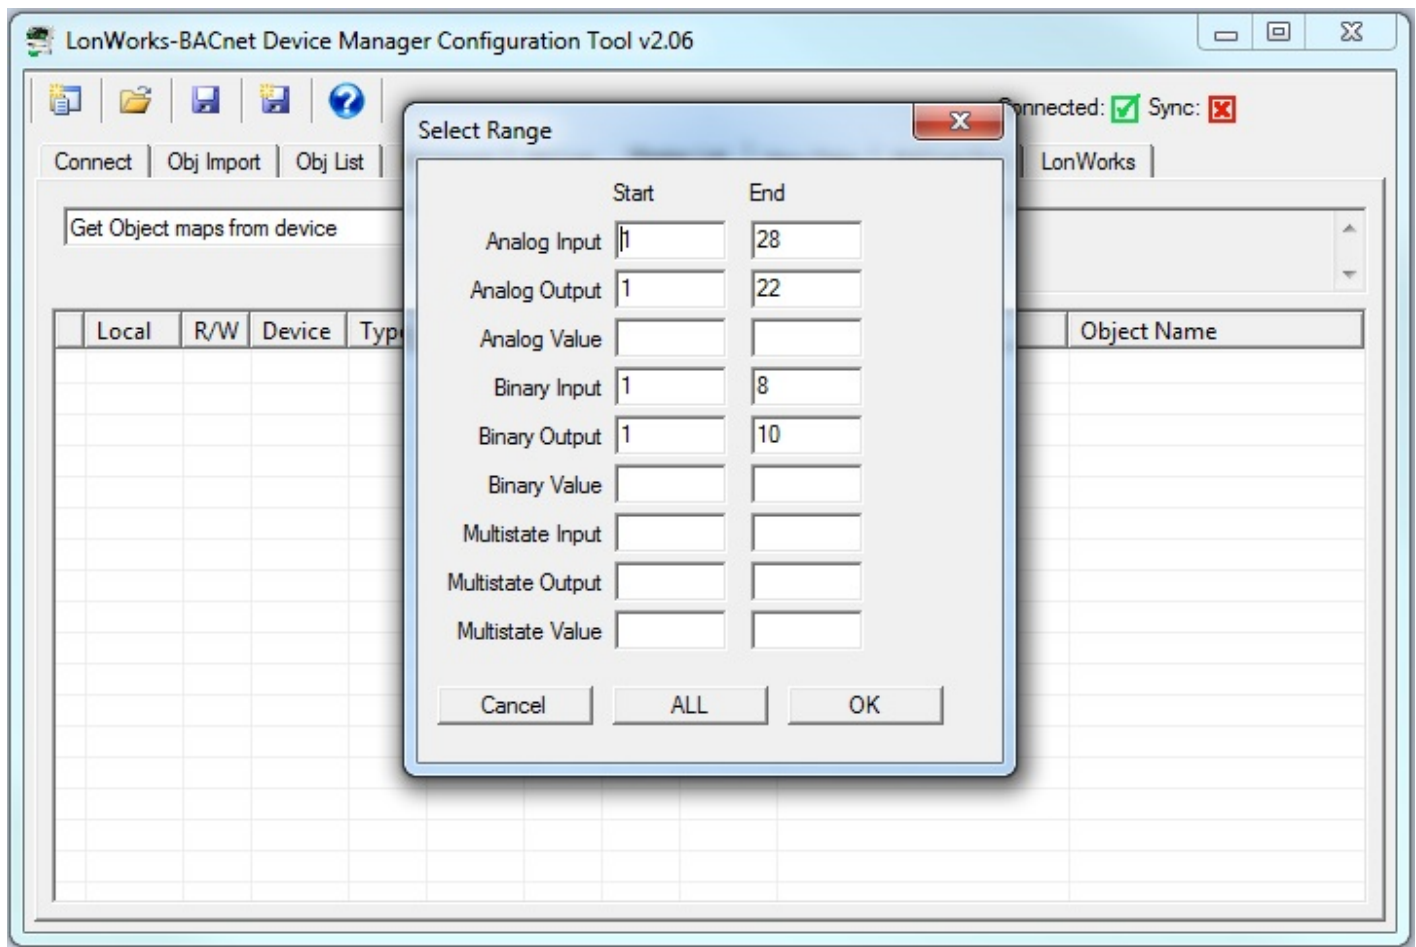 LonWorks-BACnet Device Manager Configuration Tool v2.06
Select Range
Connected: Sync:
Connect Obj Import Obj List LonWorks
Start End
Get Object maps from device
Analog Input 1 28
Analog Output 1 22
Local R/W Device Object Name
Analog Value
Binary Input 1 8
Binary Output 1 10
Binary Value
Multistate Input
Multistate Output
Multistate Value
Cancel ALL OK